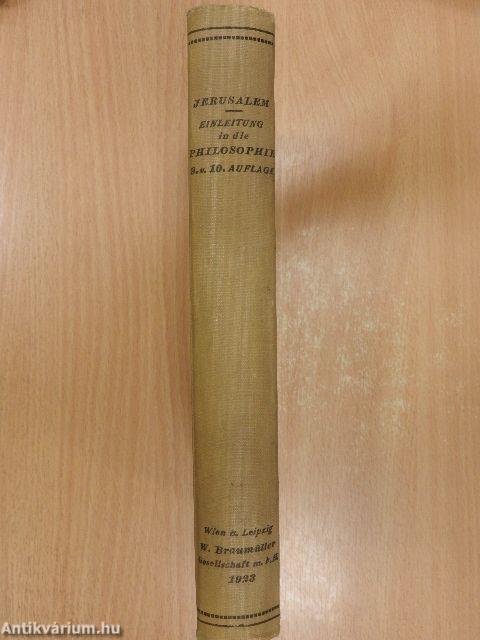 JERUSALEM
EINLEITUNG
in die
PHILOSOPHIE
9. u. 10. AUFLAGE
Wien u. Leipzig
W. Braumüller
Gesellschaft m. b. H.
1923
Antikvárium.hu